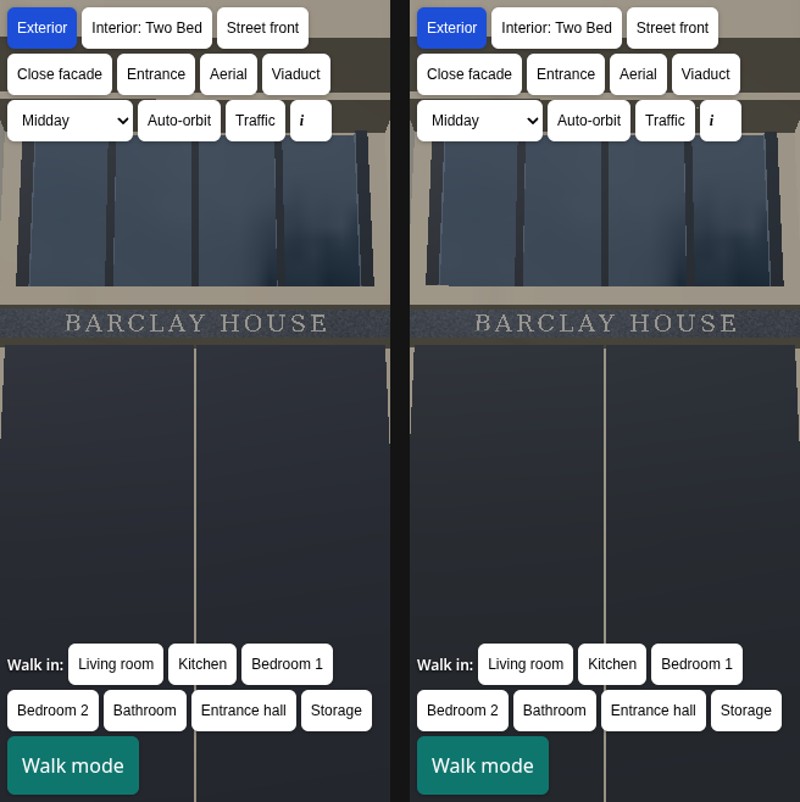 Exterior Interior: Two Bed Street front
Close facade Entrance Aerial Viaduct
Midday Auto-orbit Traffic i
BARCLAY HOUSE
Walk in: Living room Kitchen Bedroom 1
Bedroom 2 Bathroom Entrance hall Storage
Walk mode
Exterior Interior: Two Bed Street front
Close facade Entrance Aerial Viaduct
Midday Auto-orbit Traffic i
BARCLAY HOUSE
Walk in: Living room Kitchen Bedroom 1
Bedroom 2 Bathroom Entrance hall Storage
Walk mode